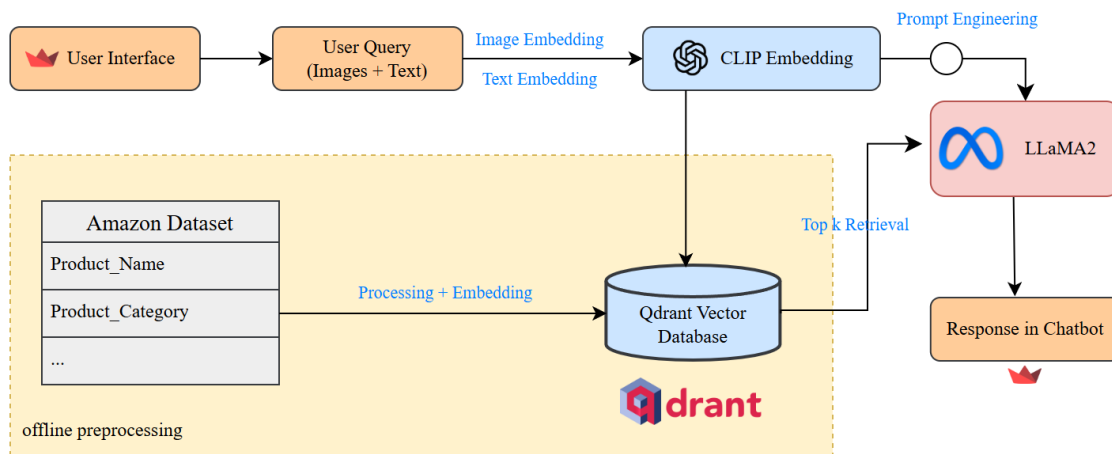 Prompt Engineering
User Interface
User Query
(Images + Text)
Image Embedding
Text Embedding
CLIP Embedding
LLaMA2
Amazon Dataset
Product_Name
Product_Category
...
Processing + Embedding
Qdrant Vector
Database
Top k Retrieval
Response in Chatbot
qdrant
offline preprocessing